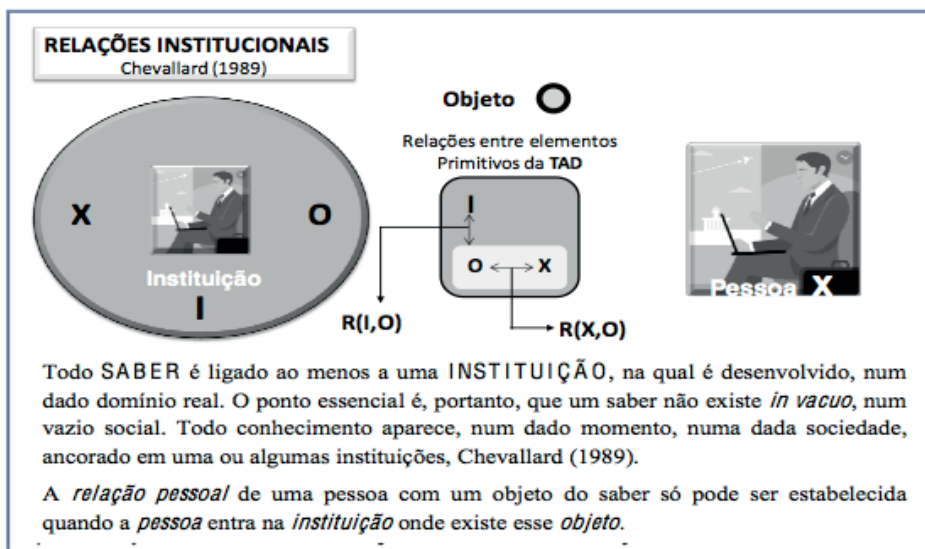 RELAÇÕES INSTITUCIONAIS
Chevallard (1989)
Objeto
Relações entre elementos
Primitivos da TAD
X
O
Instituição
I
I
O
X
R(I,O)
R(X,O)
Pessoa X
Todo SABER é ligado ao menos a uma INSTITUIÇÃO, na qual é desenvolvido, num
dado domínio real. O ponto essencial é, portanto, que um saber não existe in vacuo, num
vazio social. Todo conhecimento aparece, num dado momento, numa dada sociedade,
ancorado em uma ou algumas instituições, Chevallard (1989).
A relação pessoal de uma pessoa com um objeto do saber só pode ser estabelecida
quando a pessoa entra na instituição onde existe esse objeto.